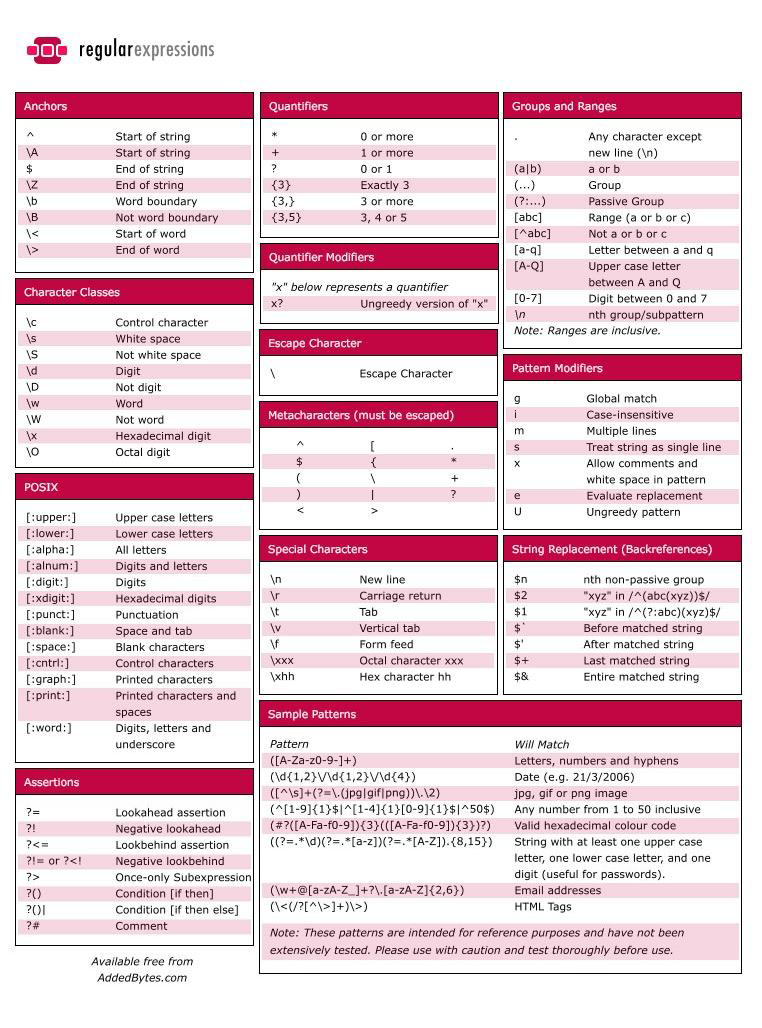 regularexpressions
Anchors
^ Start of string
\A Start of string
$ End of string
\Z End of string
\b Word boundary
\B Not word boundary
\< Start of word
\> End of word
Character Classes
\c Control character
\s White space
\S Not white space
\d Digit
\D Not digit
\w Word
\W Not word
\x Hexadecimal digit
\O Octal digit
POSIX
[:upper:] Upper case letters
[:lower:] Lower case letters
[:alpha:] All letters
[:alnum:] Digits and letters
[:digit:] Digits
[:xdigit:] Hexadecimal digits
[:punct:] Punctuation
[:blank:] Space and tab
[:space:] Blank characters
[:cntrl:] Control characters
[:graph:] Printed characters
[:print:] Printed characters and
spaces
[:word:] Digits, letters and
underscore
Assertions
?= Lookahead assertion
?! Negative lookahead
?<= Lookbehind assertion
?!= or ?<! Negative lookbehind
?> Once-only Subexpression
?() Condition [if then]
?()| Condition [if then else]
?# Comment
Available free from
AddedBytes.com
Quantifiers
* 0 or more
+ 1 or more
? 0 or 1
{3} Exactly 3
{3,} 3 or more
{3,5} 3, 4 or 5
Quantifier Modifiers
"x" below represents a quantifier
x? Ungreedy version of "x"
Escape Character
\ Escape Character
Metacharacters (must be escaped)
^ [ .
$ { *
( \ +
) | ?
< >
Special Characters
\n New line
\r Carriage return
\t Tab
\v Vertical tab
\f Form feed
\xxx Octal character xxx
\xhh Hex character hh
Groups and Ranges
. Any character except
new line (\n)
(a|b) a or b
(...) Group
(?:...) Passive Group
[abc] Range (a or b or c)
[^abc] Not a or b or c
[a-q] Letter between a and q
[A-Q] Upper case letter
between A and Q
[0-7] Digit between 0 and 7
\n nth group/subpattern
Note: Ranges are inclusive.
Pattern Modifiers
g Global match
i Case-insensitive
m Multiple lines
s Treat string as single line
x Allow comments and
white space in pattern
e Evaluate replacement
U Ungreedy pattern
String Replacement (Backreferences)
$n nth non-passive group
$2 "xyz" in /^(abc(xyz))$/
$1 "xyz" in /^(?:abc)(xyz)$/
$` Before matched string
$' After matched string
$+ Last matched string
$& Entire matched string
Sample Patterns
Pattern Will Match
([A-Za-z0-9-]+) Letters, numbers and hyphens
(\d{1,2}\/\d{1,2}\/\d{4}) Date (e.g. 21/3/2006)
([^\s]+(?=\.(jpg|gif|png))\.\2) jpg, gif or png image
(^[1-9]{1}$|^[1-4]{1}[0-9]{1}$|^50$) Any number from 1 to 50 inclusive
(#?([A-Fa-f0-9]){3}(([A-Fa-f0-9]){3})?) Valid hexadecimal colour code
((?=.*\d)(?=.*[a-z])(?=.*[A-Z]).{8,15}) String with at least one upper case
letter, one lower case letter, and one
digit (useful for passwords).
(\w+@[a-zA-Z_]+?\.[a-zA-Z]{2,6}) Email addresses
(\<(/?[^\>]+)\>) HTML Tags
Note: These patterns are intended for reference purposes and have not been
extensively tested. Please use with caution and test thoroughly before use.